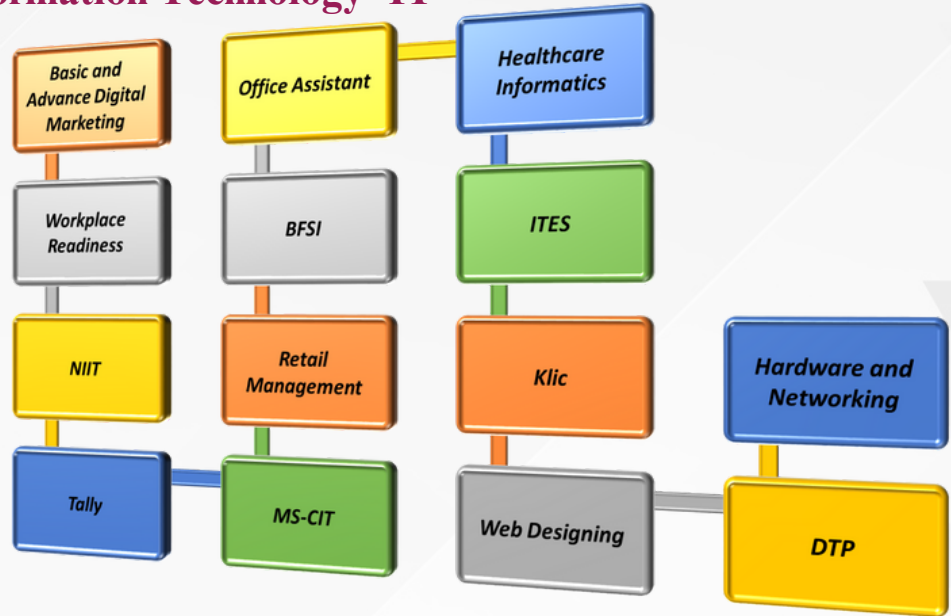 Basic and
Advance Digital
Marketing
Workplace
Readiness
NIIT
Tally
MS-CIT
Retail
Management
BFSI
Office Assistant
Healthcare
Informatics
ITES
Klic
Web Designing
DTP
Hardware and
Networking